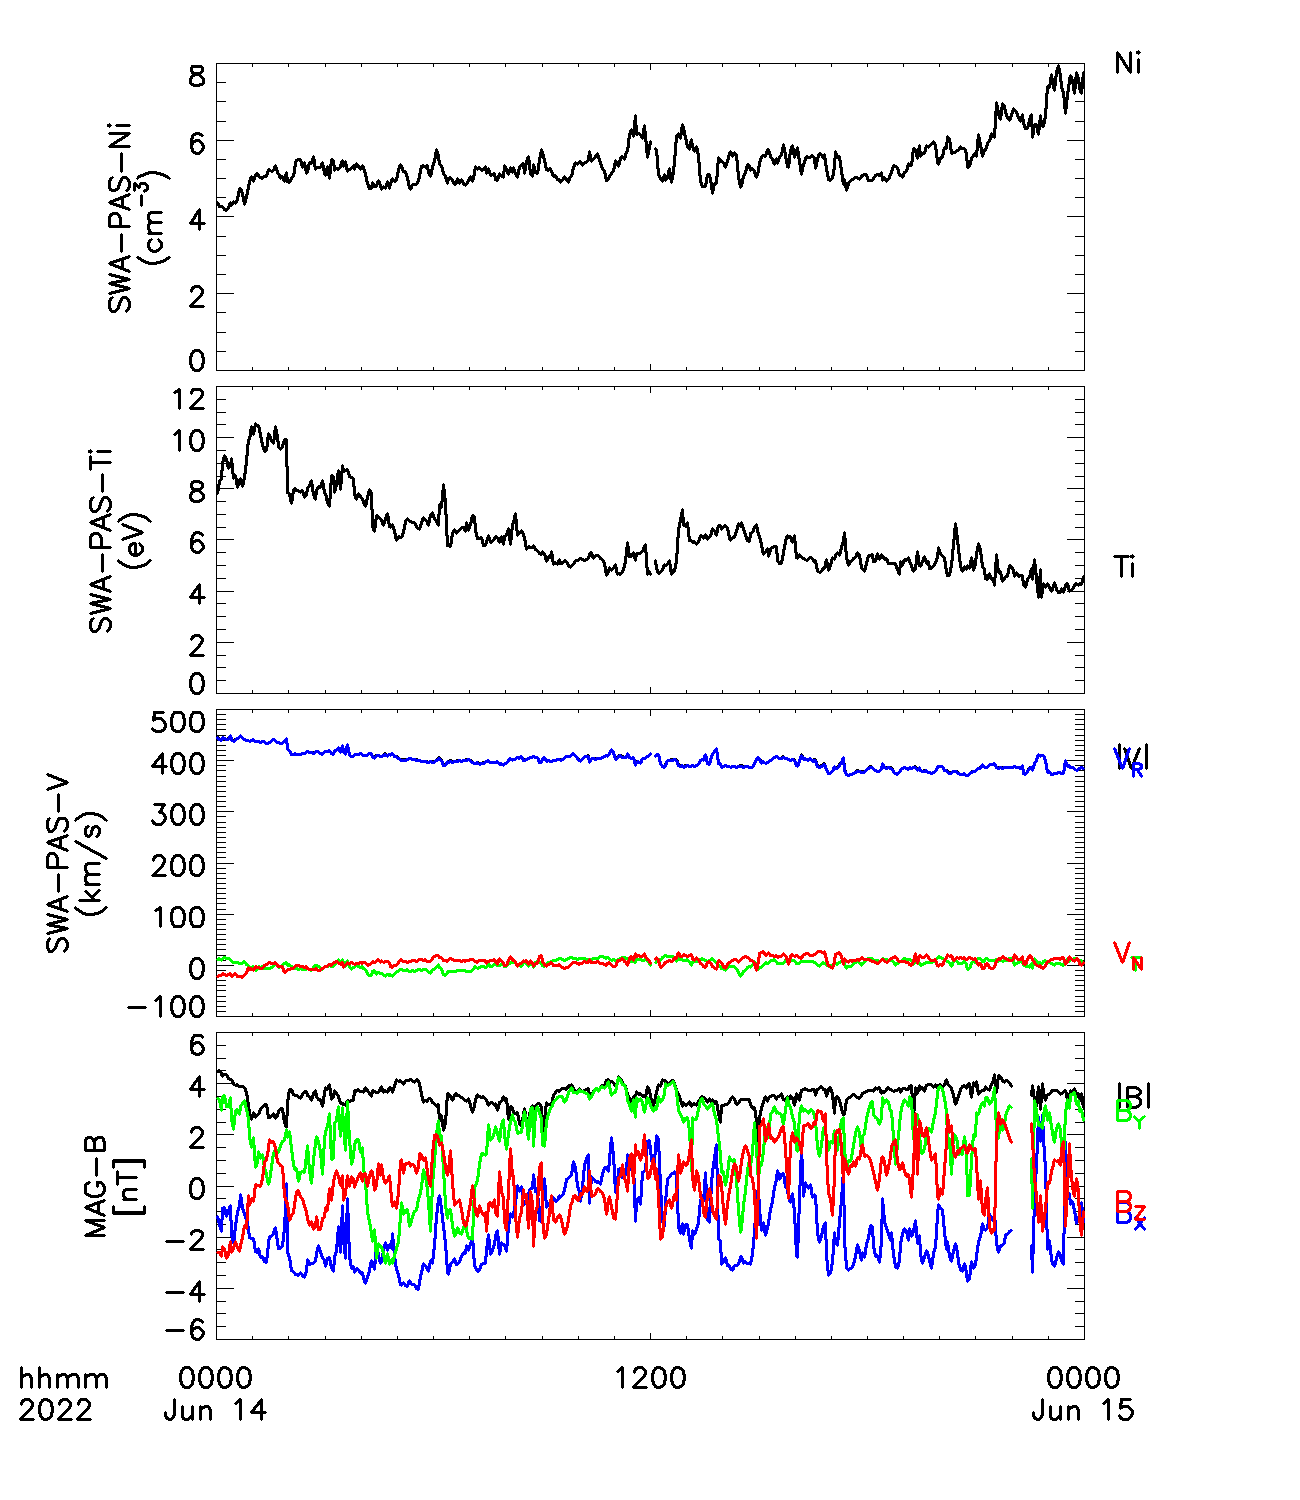 Ni
8
6
4
2
0
SWA-PAS-Ni
(cm⁻³)
12
10
8
6
4
2
0
SWA-PAS-Ti
(eV)
Ti
500
400
300
200
100
0
-100
SWA-PAS-V
(km/s)
|V|
V_R
V_N
6
4
2
0
-2
-4
-6
MAG-B
[nT]
|B|
B_Y
B_Z
B_X
hhmm 0000 1200 0000
2022 Jun 14 Jun 15